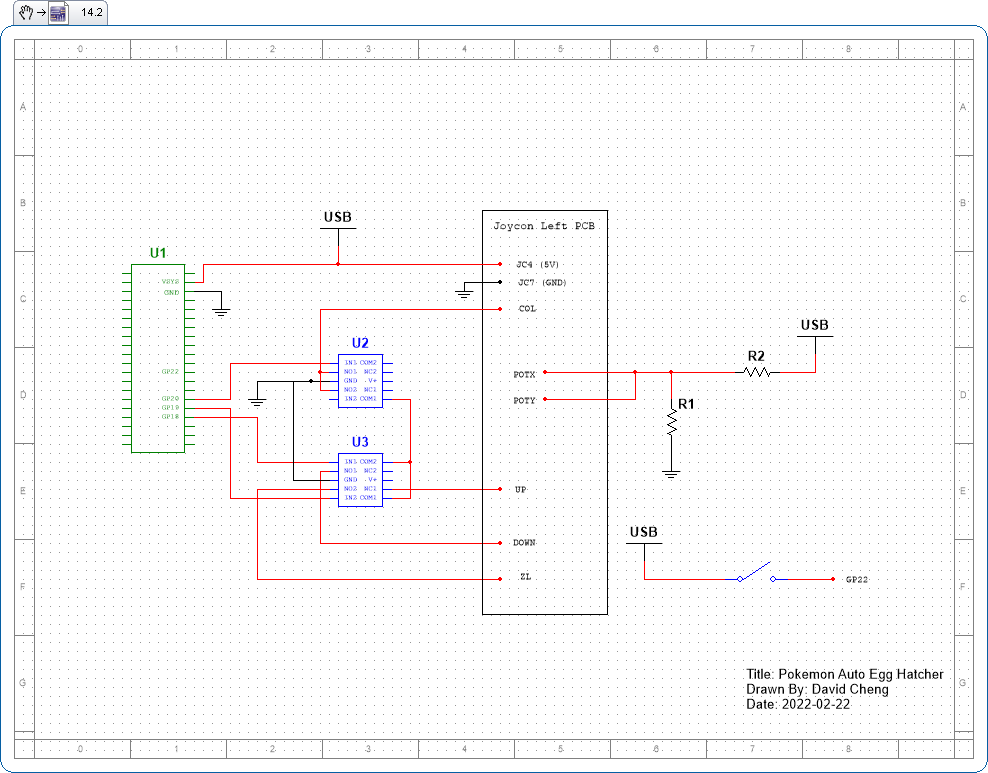 14.2
0 1 2 3 4 5 6 7 8
A A
B B
USB
Joycon Left PCB
U1
JC4 (5V)
VSYS
JC7 (GND)
GND
C C
COL
USB
U2
R2
IN1 COM2
NO1 NC2
GND V+
NO2 NC1
IN2 COM1
GP22
POTX
D D
GP20
POTY
R1
GP19
GP18
U3
IN1 COM2
NO1 NC2
GND V+
NO2 NC1
IN2 COM1
E E
UP
USB
DOWN
ZL
GP22
F F
Title: Pokemon Auto Egg Hatcher
G G
Drawn By: David Cheng
Date: 2022-02-22
0 1 2 3 4 5 6 7 8